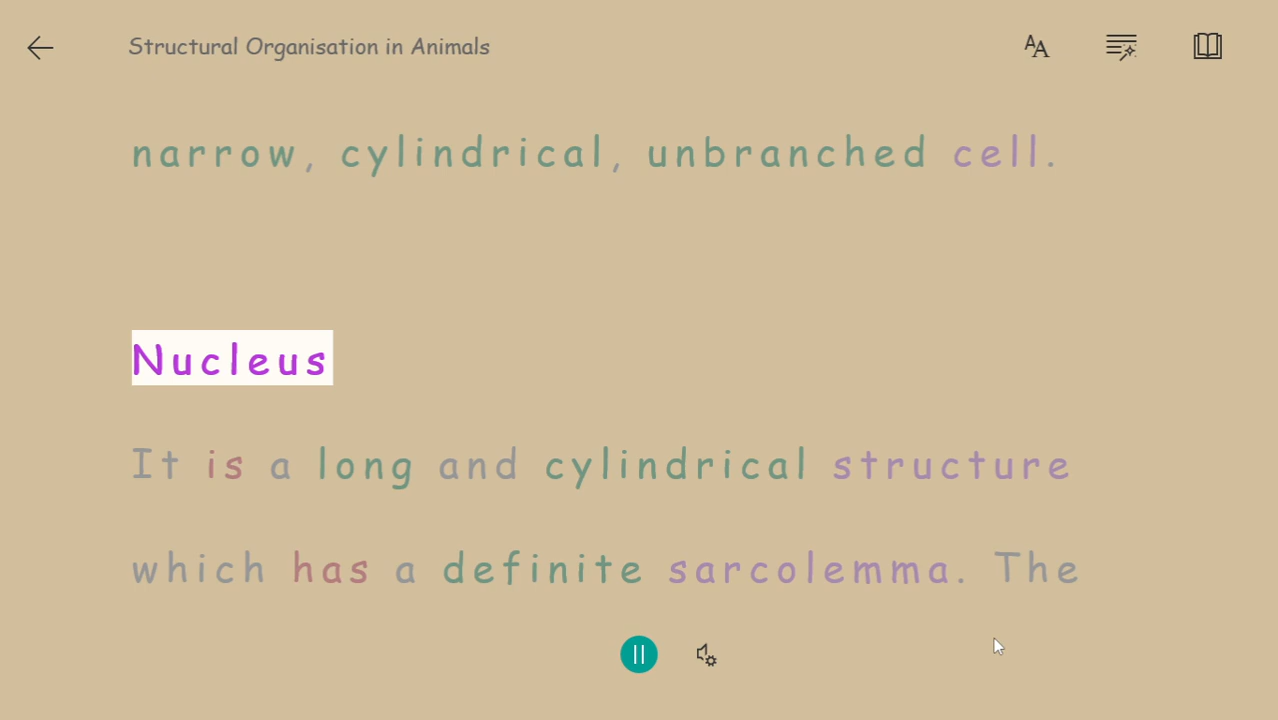 Structural Organisation in Animals
narrow, cylindrical, unbranched cell.
Nucleus
It is a long and cylindrical structure
which has a definite sarcolemma. The